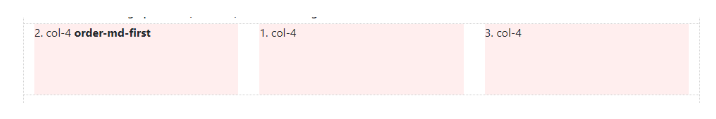 2. col-4 order-md-first
1. col-4
3. col-4